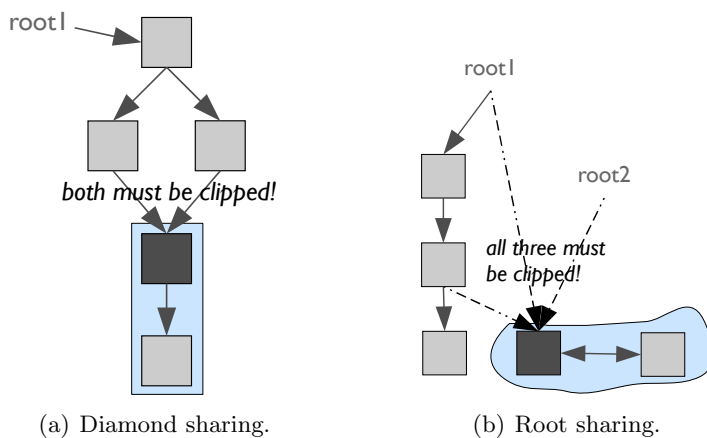 root1
both must be clipped!
(a) Diamond sharing.
root1
root2
all three must
be clipped!
(b) Root sharing.